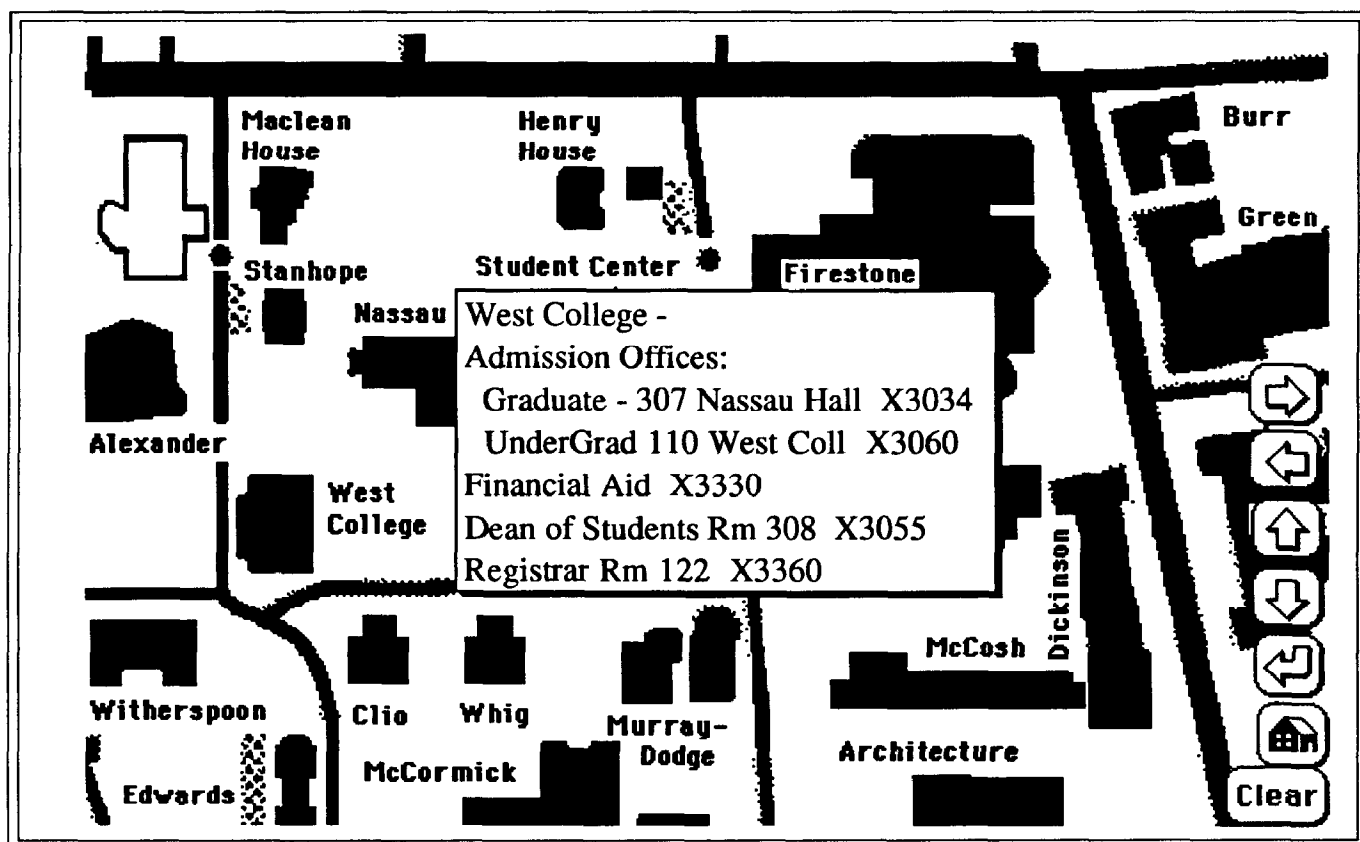 Maclean
House
Henry
House
Burr
Green
Stanhope
Student Center
Firestone
Nassau
West College -
Admission Offices:
Graduate - 307 Nassau Hall X3034
UnderGrad 110 West Coll X3060
Financial Aid X3330
Dean of Students Rm 308 X3055
Registrar Rm 122 X3360
Alexander
West
College
Dickinson
McCosh
Witherspoon
Clio
Whig
Murray-
Dodge
Architecture
McCormick
Edwards
Clear